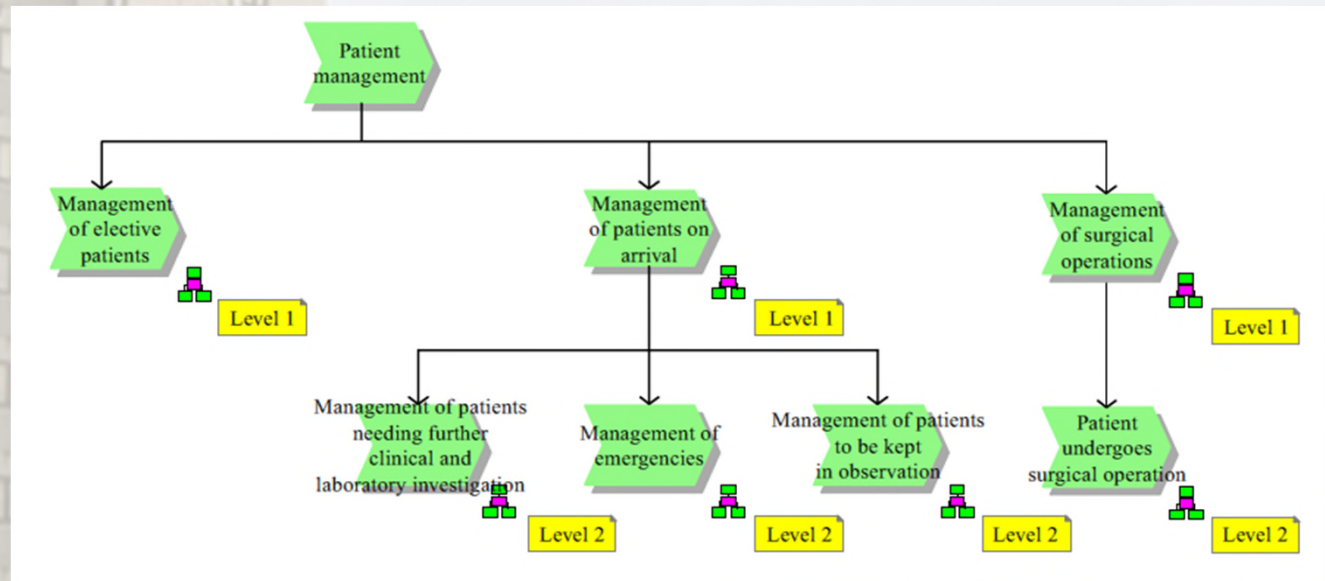 Patient
management
Management
of elective
patients
Level 1
Management
of patients on
arrival
Level 1
Management
of surgical
operations
Level 1
Management of patients
needing further
clinical and
laboratory investigation
Level 2
Management of
emergencies
Level 2
Management of patients
to be kept
in observation
Level 2
Patient
undergoes
surgical operation
Level 2